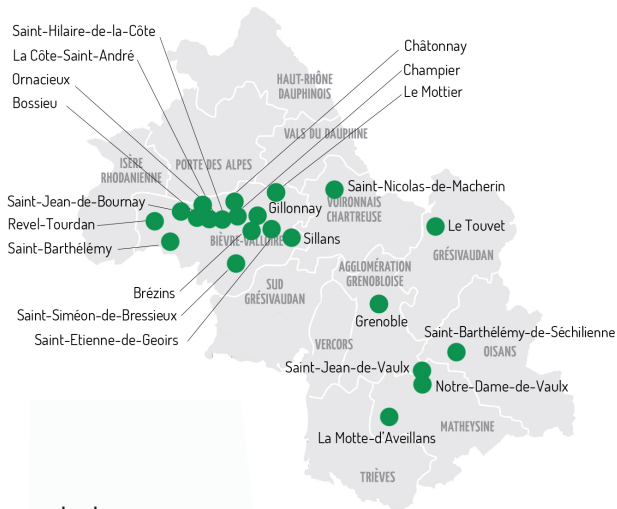 Saint-Hilaire-de-la-Côte
La Côte-Saint-André
Ornacieux
Bossieu
Châtonnay
Champier
Le Mottier
HAUT-RHÔNE
DAUPHINOIS
VALS DU DAUPHINE
ISÈRE
RHODANIENNE
PORTE DES ALPES
Saint-Nicolas-de-Macherin
VOIRONNAIS
CHARTREUSE
Saint-Jean-de-Bournay
Revel-Tourdan
Saint-Barthélémy
Gillonnay
BIÈVRE-VALLOIRE
Sillans
Le Touvet
GRÉSIVAUDAN
AGGLOMÉRATION
GRENOBLOISE
SUD
GRÉSIVAUDAN
Brézins
Saint-Siméon-de-Bressieux
Saint-Etienne-de-Geoirs
Grenoble
VERCORS
Saint-Barthélémy-de-Séchilienne
OISANS
Saint-Jean-de-Vaulx
Notre-Dame-de-Vaulx
MATHEYSINE
La Motte-d'Aveillans
TRIÈVES